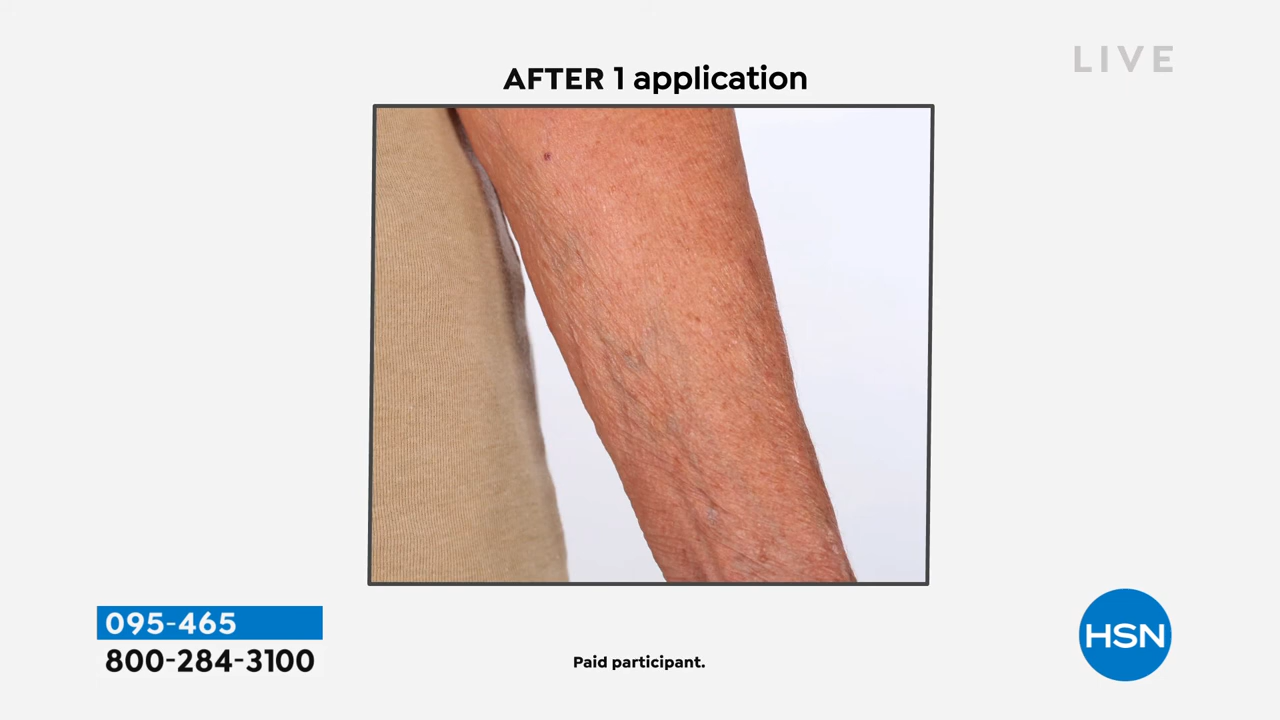 LIVE
AFTER 1 application
095-465
800-284-3100
Paid participant.
HSN